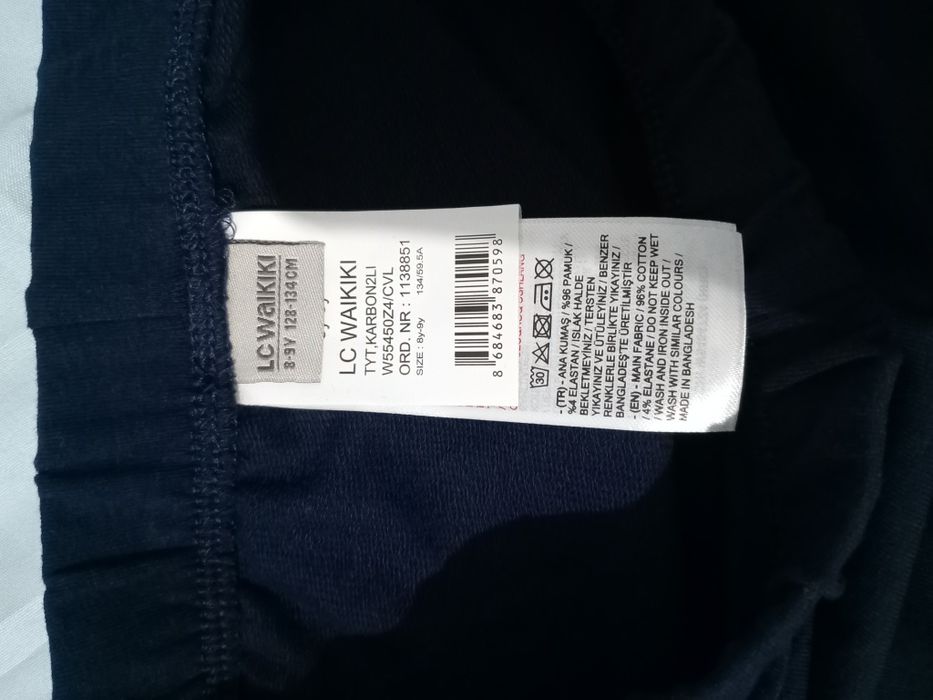 LC WAIKIKI
8-9Y 128-134CM
LC WAIKIKI
TYT,KARBON2LI
W55450Z4/CVL
ORD. NR : 1138851
SIZE : 8y-9y 134/59.5A
8 684683 870598
30
- (TR) - ANA KUMAŞ / %96 PAMUK /
%4 ELASTAN / ISLAK HALDE
BEKLETMEYİNİZ / TERSTEN
YIKAYINIZ VE ÜTÜLEYİNİZ / BENZER
RENKLERLE BİRLİKTE YIKAYINIZ /
BANGLADEŞ'TE ÜRETİLMİŞTİR
- (EN) - MAIN FABRIC / 96% COTTON
/ 4% ELASTANE / DO NOT KEEP WET
/ WASH AND IRON INSIDE OUT /
WASH WITH SIMILAR COLOURS /
MADE IN BANGLADESH